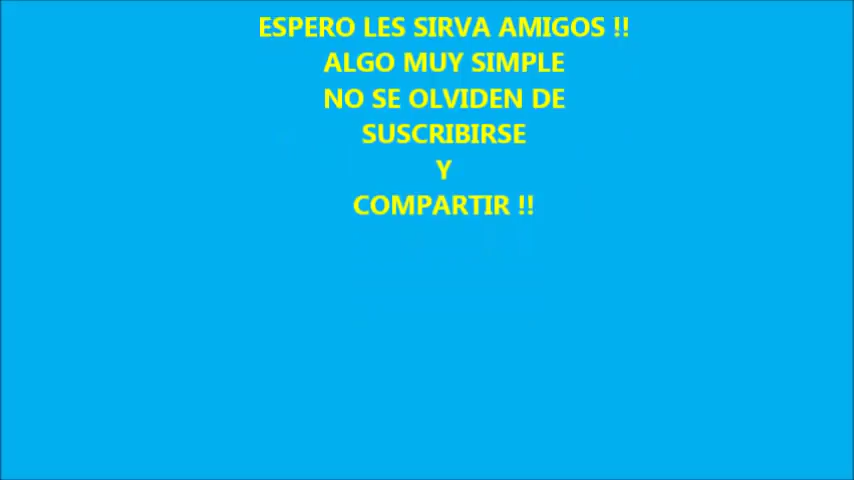 ESPERO LES SIRVA AMIGOS !!
ALGO MUY SIMPLE
NO SE OLVIDEN DE
SUSCRIBIRSE
Y
COMPARTIR !!